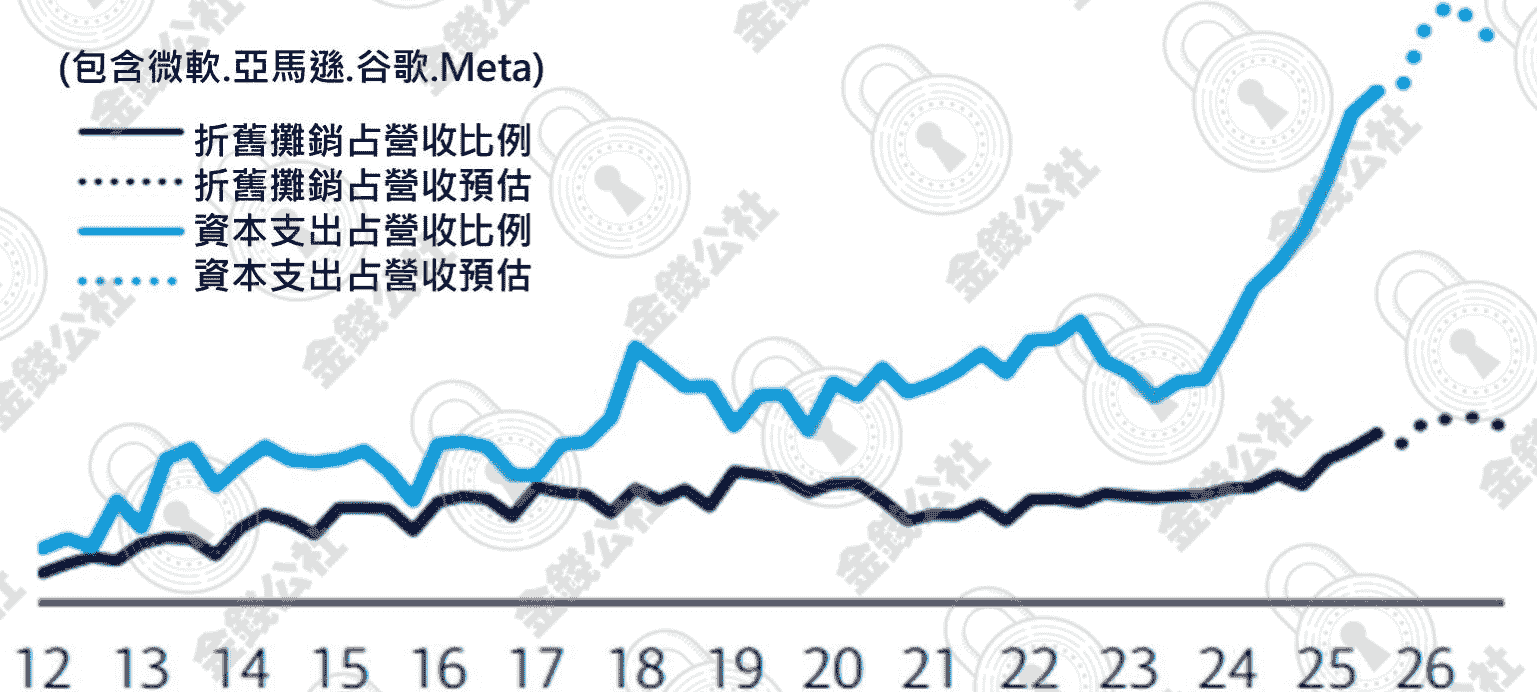 (包含微軟.亞馬遜.谷歌.Meta)
折舊攤銷占營收比例
折舊攤銷占營收預估
資本支出占營收比例
資本支出占營收預估
12 13 14 15 16 17 18 19 20 21 22 23 24 25 26
金錢公社